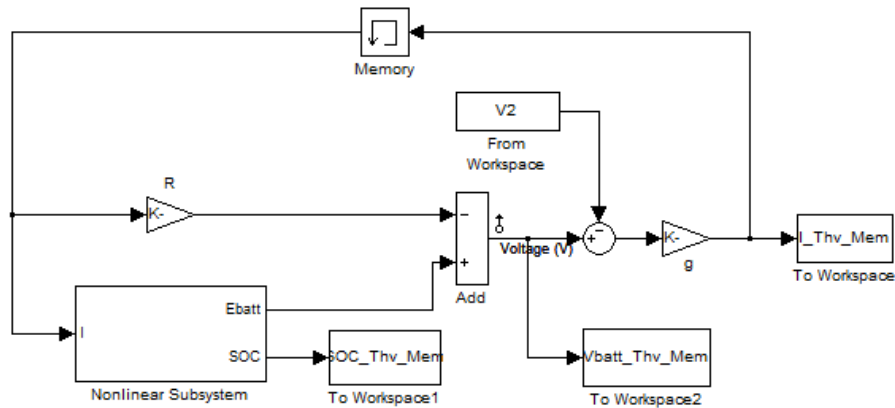 Memory
V2
From
Workspace
R
K-
−
+
Add
Voltage (V)
+
−
K-
g
I_Thv_Mem
To Workspace
I
Ebatt
SOC
Nonlinear Subsystem
SOC_Thv_Mem
To Workspace1
Vbatt_Thv_Mem
To Workspace2